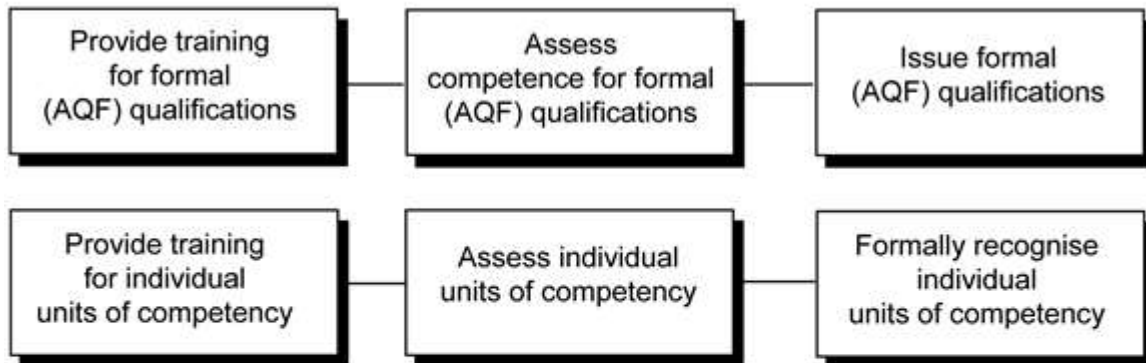 Provide training
for formal
(AQF) qualifications
Assess
competence for formal
(AQF) qualifications
Issue formal
(AQF) qualifications
Provide training
for individual
units of competency
Assess individual
units of competency
Formally recognise
individual
units of competency